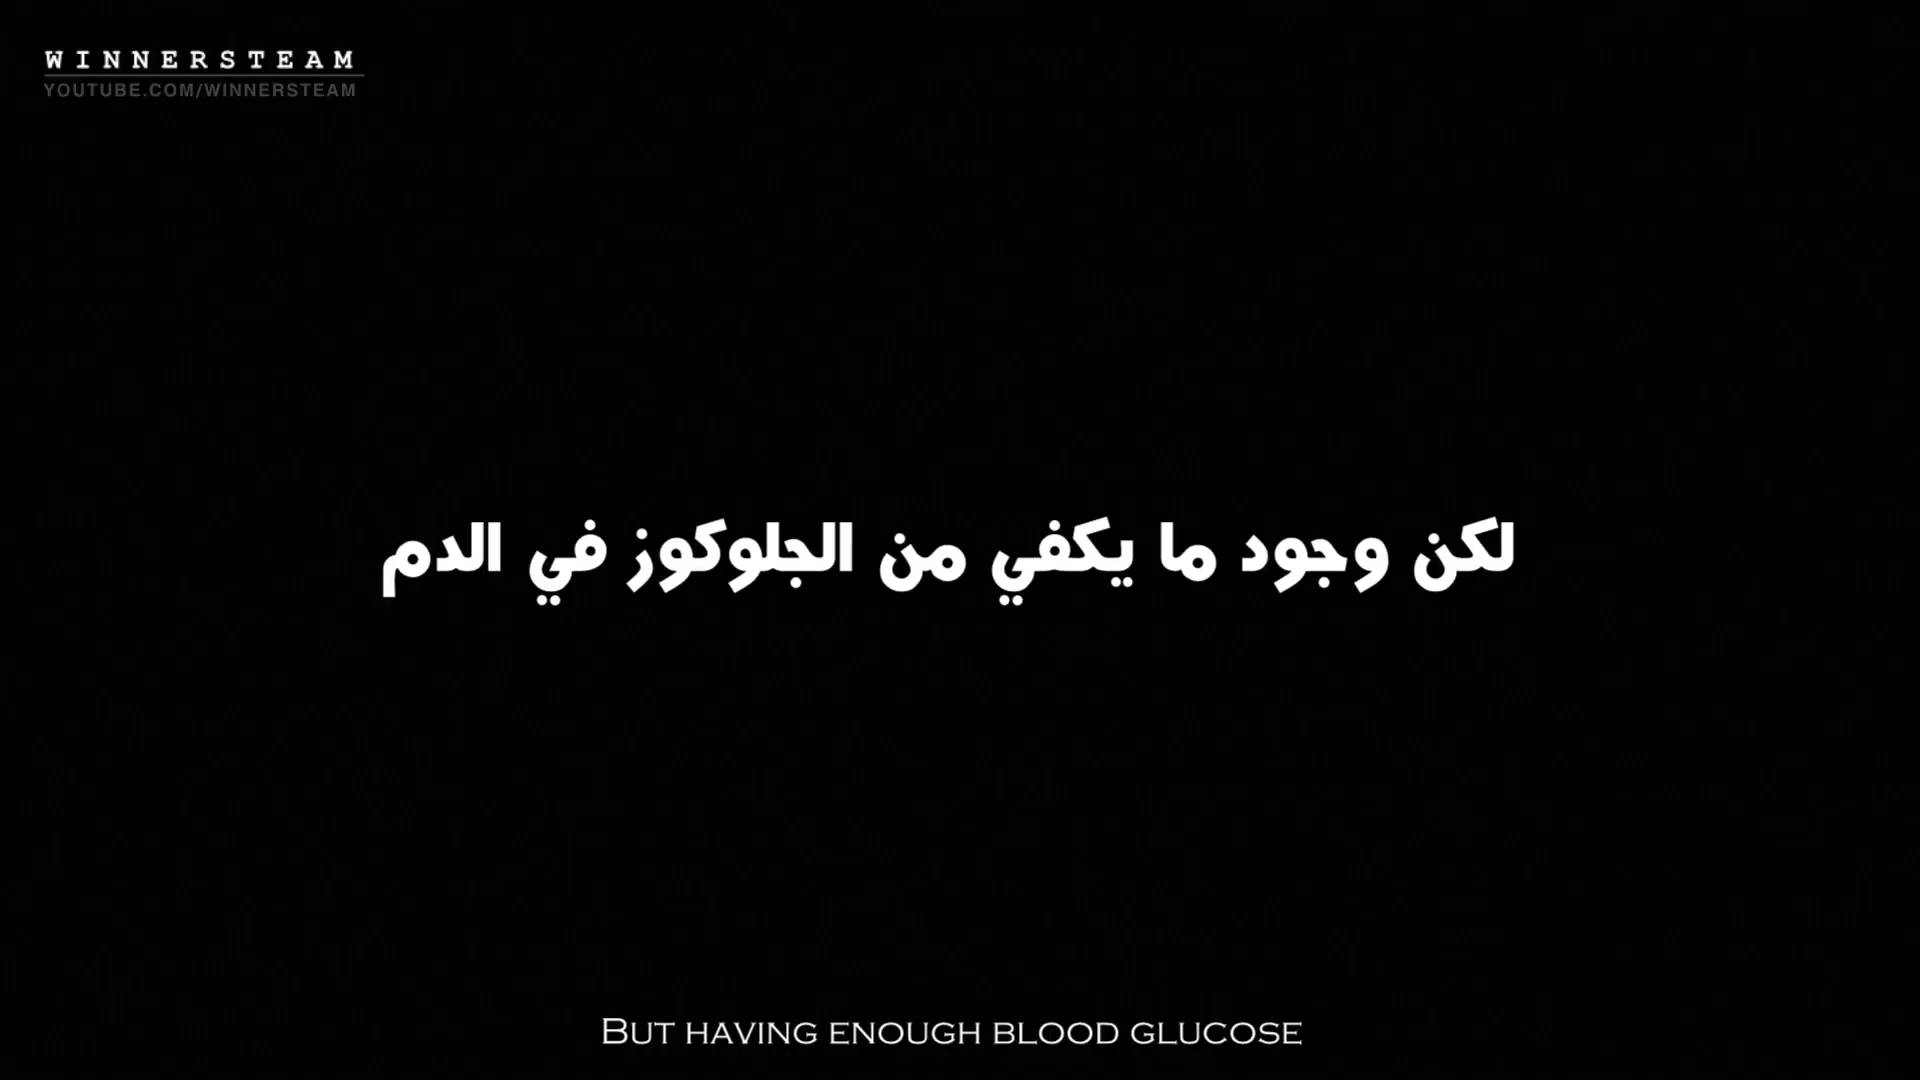 WINNERSTEAM
YOUTUBE.COM/WINNERSTEAM
لكن وجود ما يكفي من الجلوكوز في الدم
BUT HAVING ENOUGH BLOOD GLUCOSE